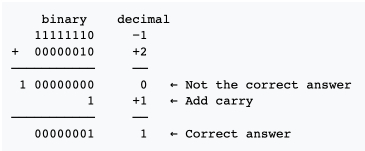 binary decimal
11111110 −1
+ 00000010 +2
1 00000000 0 ← Not the correct answer
1 +1 ← Add carry
00000001 1 ← Correct answer